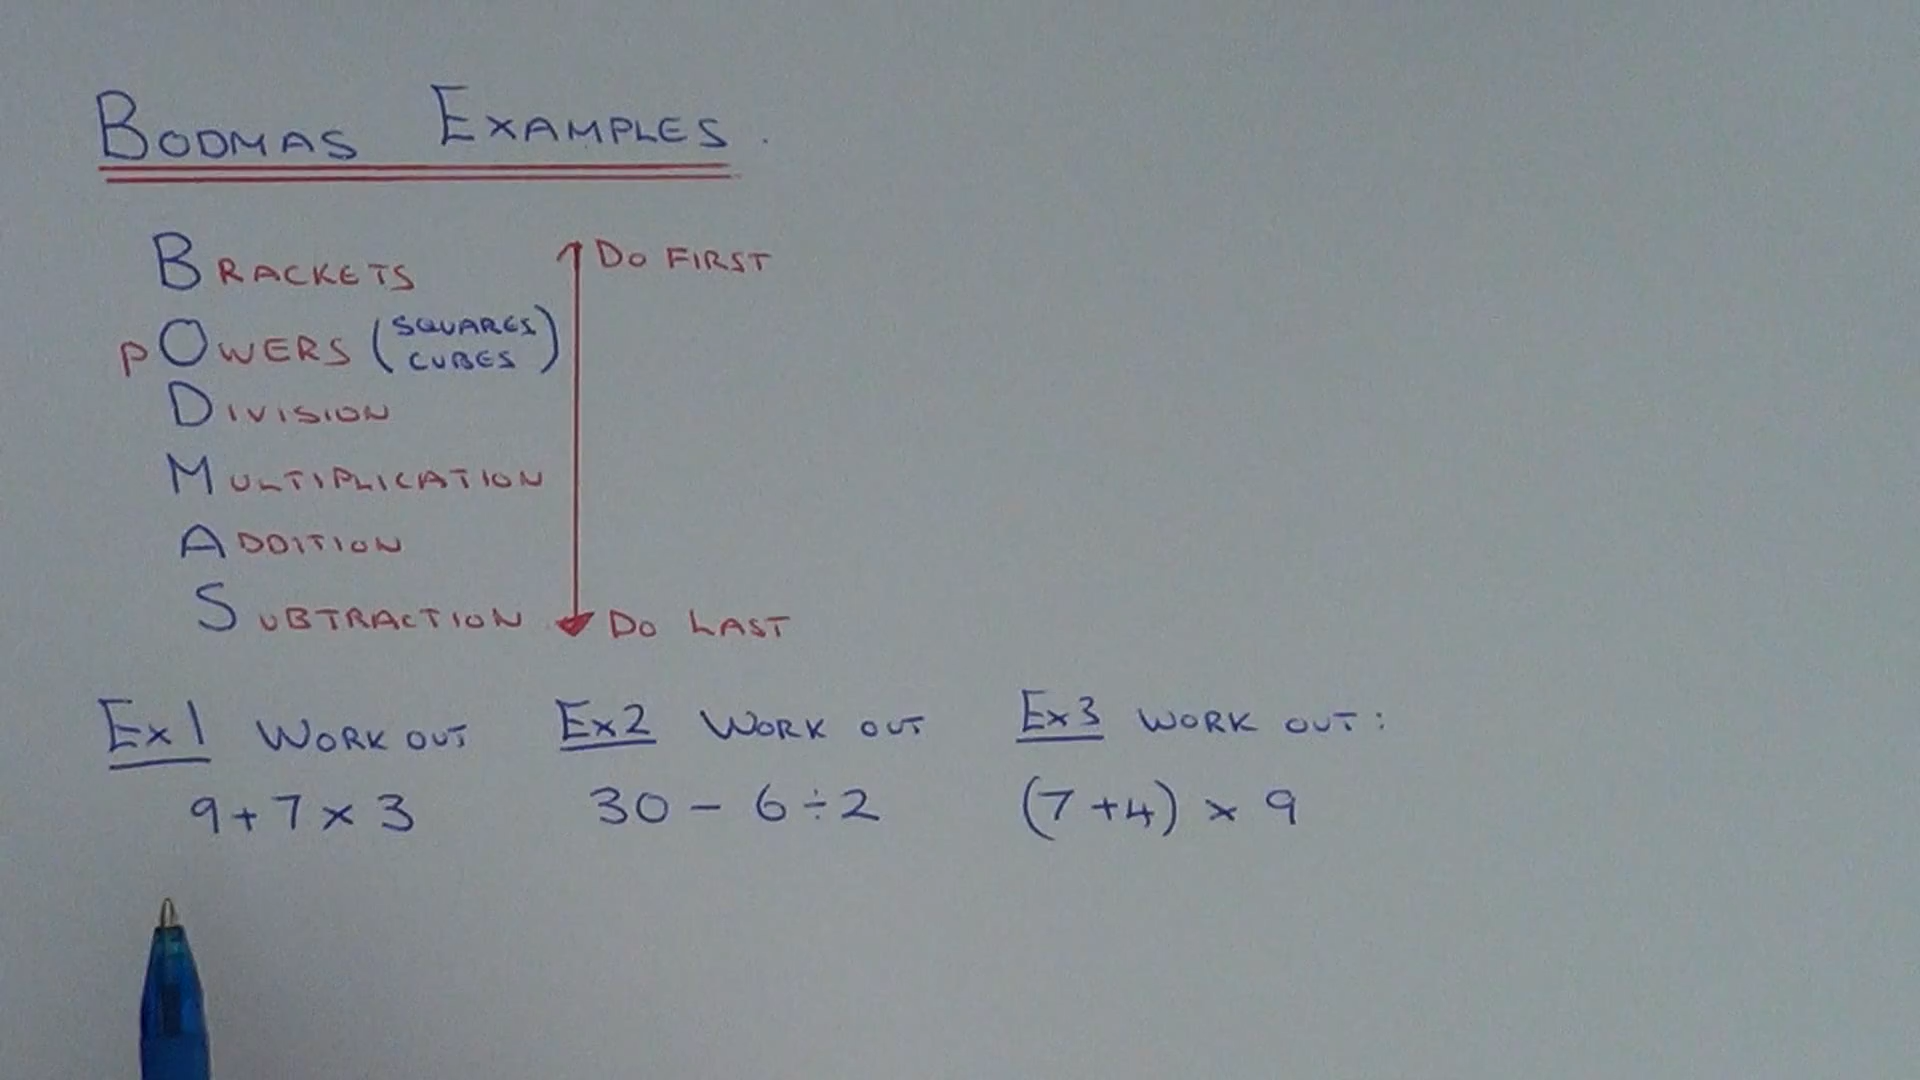 BODMAS EXAMPLES.
BRACKETS
DO FIRST
POWERS (SQUARES CUBES)
DIVISION
MULTIPLICATION
ADDITION
SUBTRACTION
DO LAST
Ex1 WORK OUT
9+7×3
Ex2 WORK OUT
30 - 6÷2
Ex3 WORK OUT:
(7+4) × 9